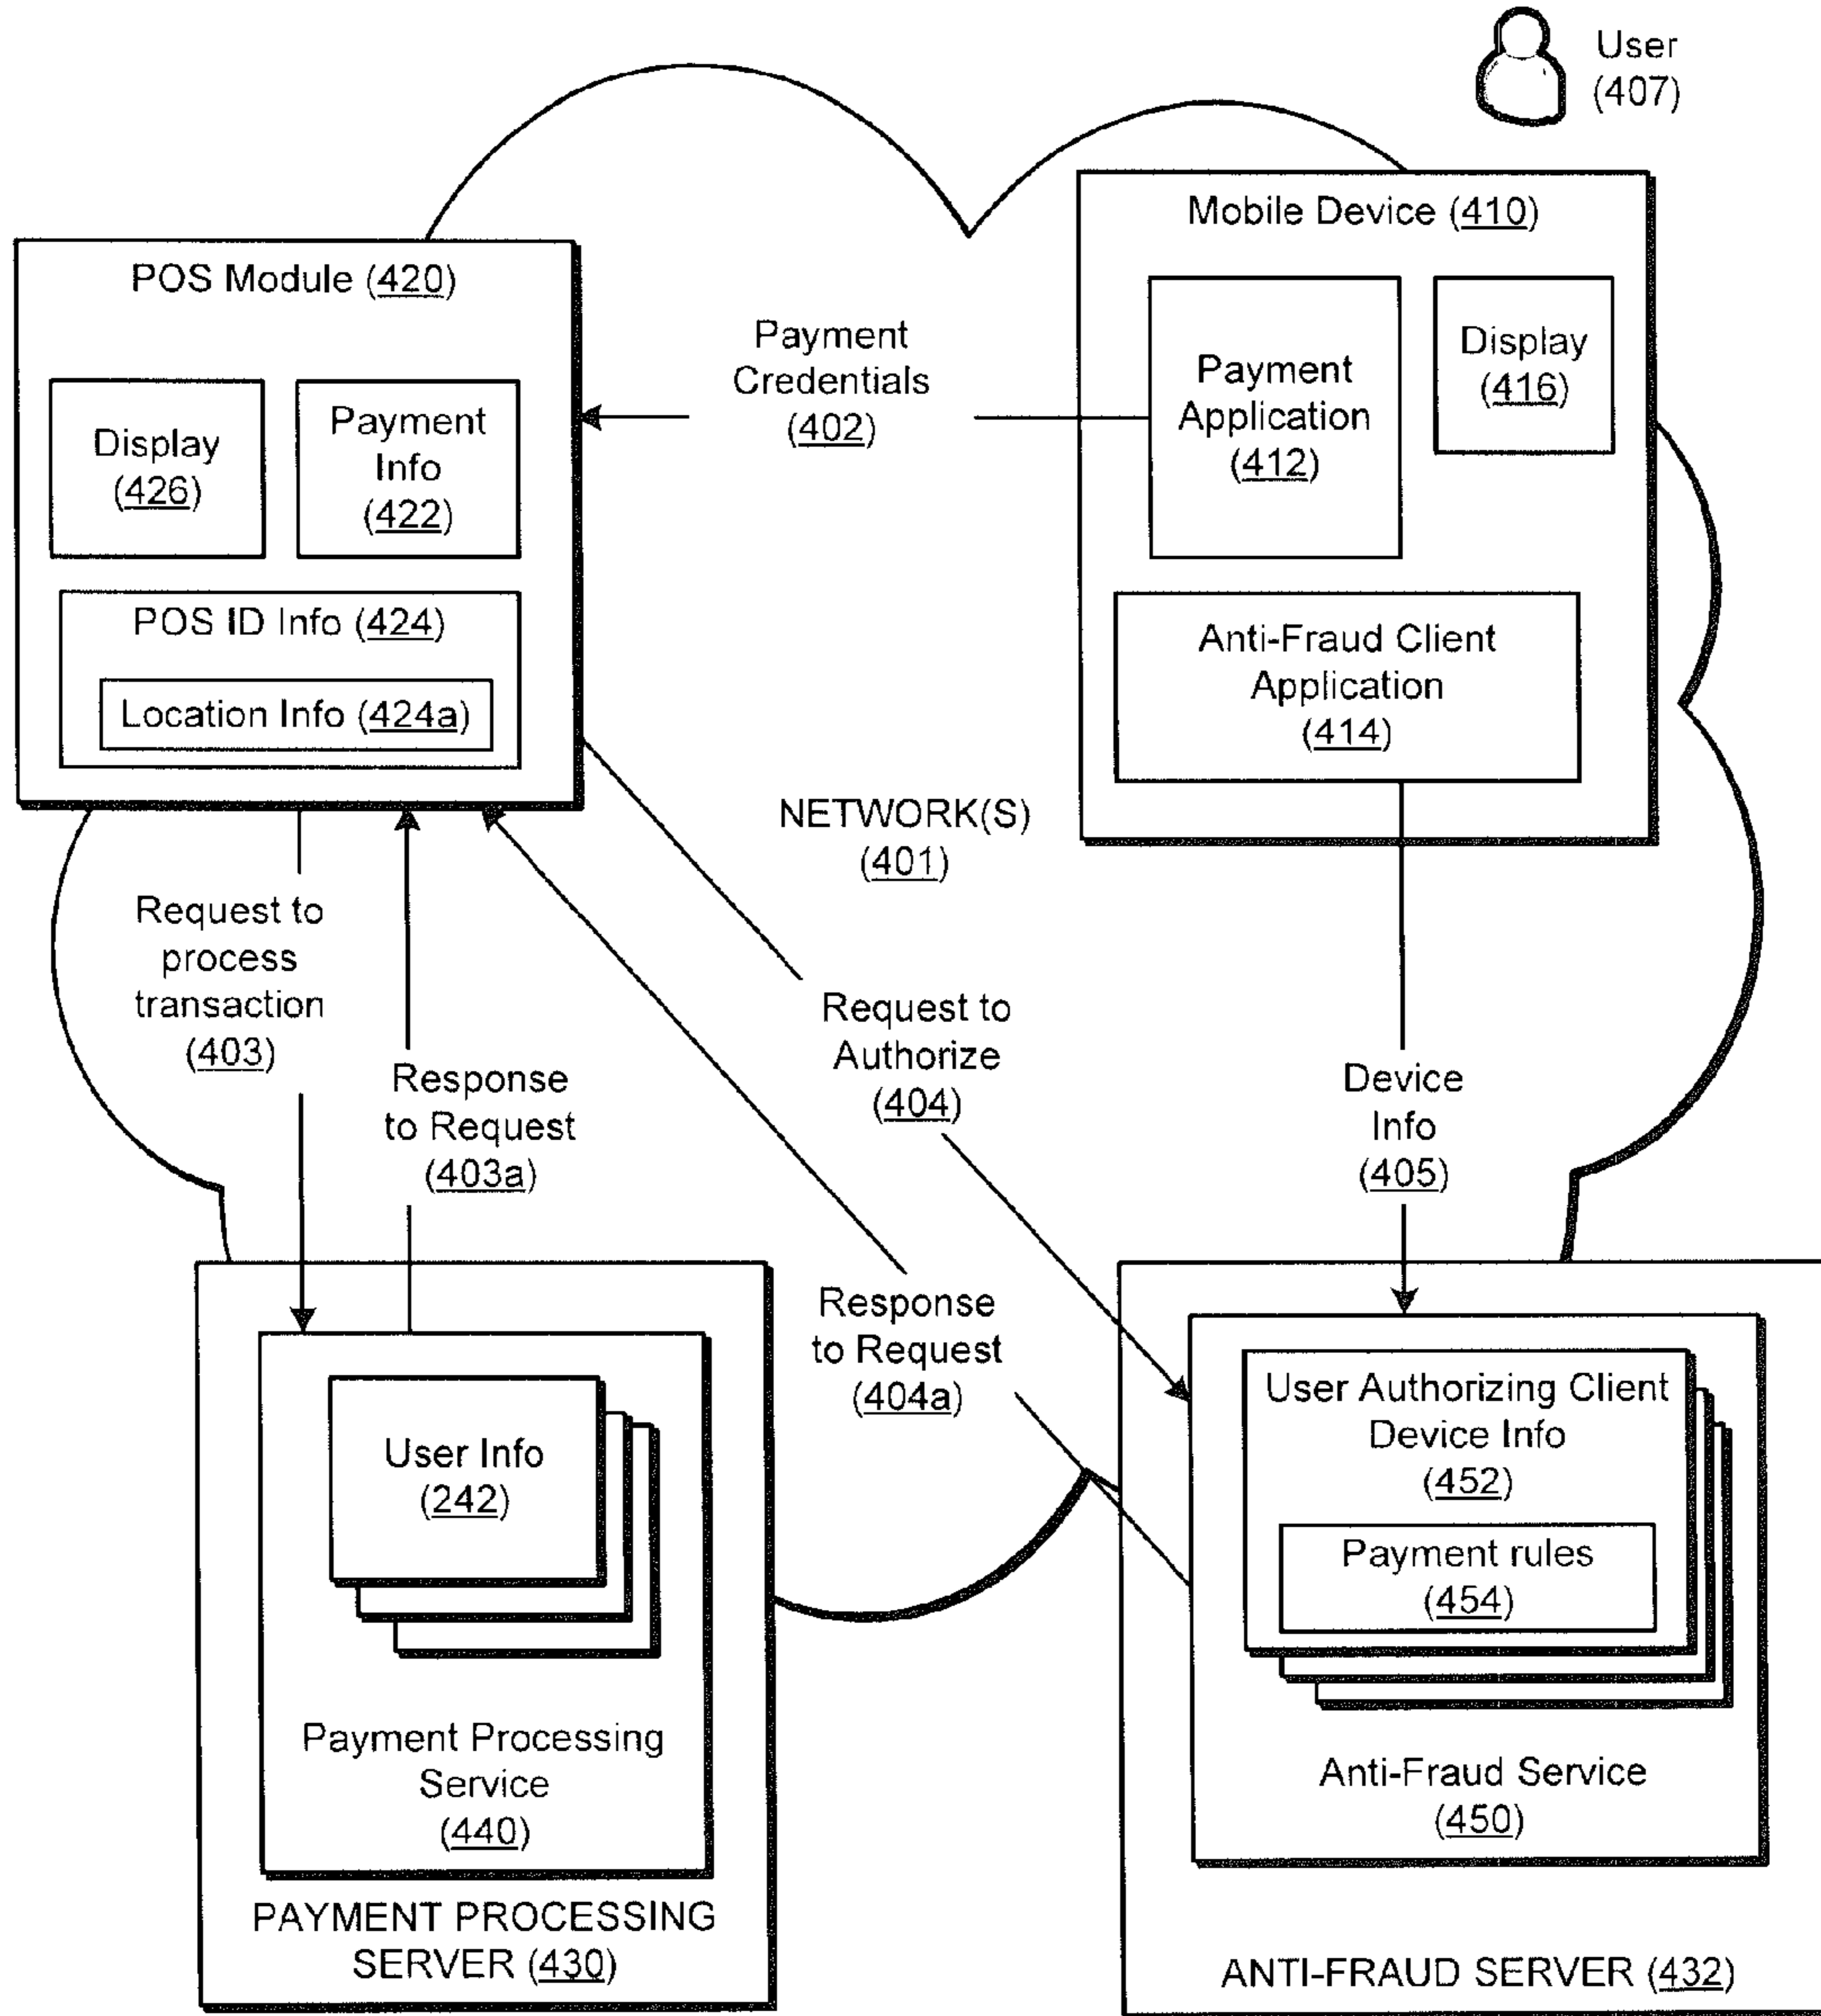 User
(407)
Mobile Device (410)
POS Module (420)
Payment
Credentials
(402)
Payment
Application
(412)
Display
(416)
Display
(426)
Payment
Info
(422)
POS ID Info (424)
Location Info (424a)
Anti-Fraud Client
Application
(414)
NETWORK(S)
(401)
Request to
process
transaction
(403)
Response
to Request
(403a)
Request to
Authorize
(404)
Device
Info
(405)
Response
to Request
(404a)
User Info
(242)
User Authorizing Client
Device Info
(452)
Payment rules
(454)
Payment Processing
Service
(440)
Anti-Fraud Service
(450)
PAYMENT PROCESSING
SERVER (430)
ANTI-FRAUD SERVER (432)